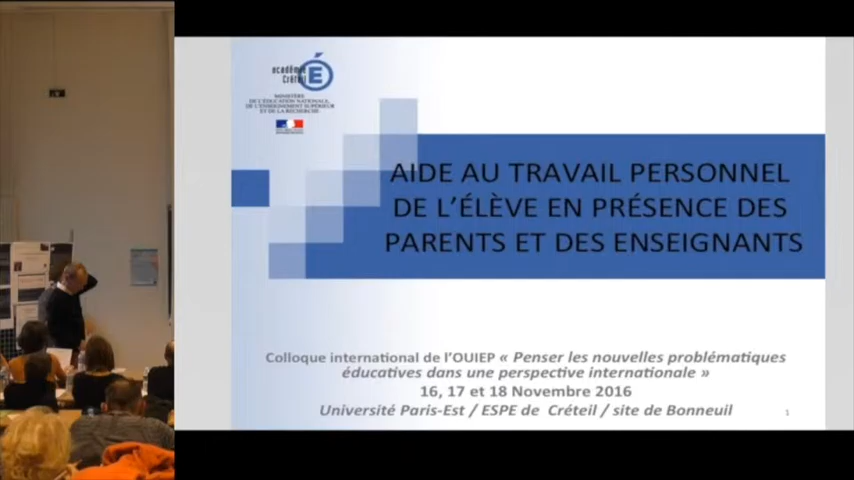 académie
Créteil
MINISTÈRE
DE L'ÉDUCATION NATIONALE,
DE L'ENSEIGNEMENT SUPÉRIEUR
ET DE LA RECHERCHE
AIDE AU TRAVAIL PERSONNEL
DE L'ÉLÈVE EN PRÉSENCE DES
PARENTS ET DES ENSEIGNANTS
Colloque international de l'OUIEP « Penser les nouvelles problématiques
éducatives dans une perspective internationale »
16, 17 et 18 Novembre 2016
Université Paris-Est / ESPE de Créteil / site de Bonneuil
1